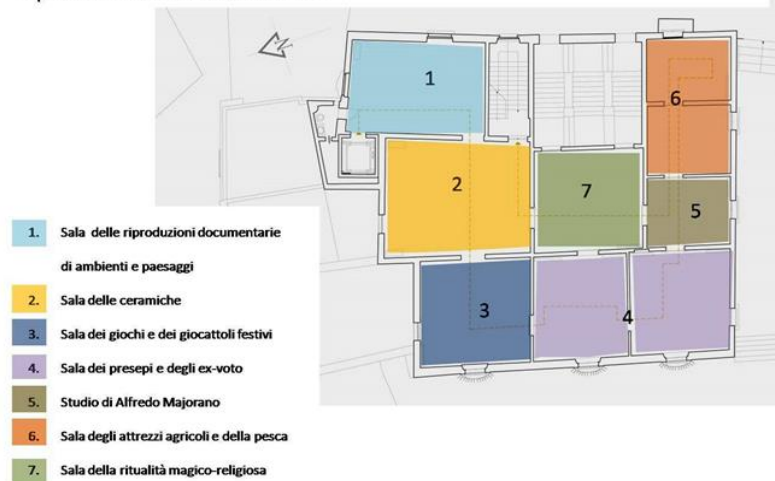 N
1
6
2
7
5
3
4
1. Sala delle riproduzioni documentarie
di ambienti e paesaggi
2. Sala delle ceramiche
3. Sala dei giochi e dei giocattoli festivi
4. Sala dei presepi e degli ex-voto
5. Studio di Alfredo Majorano
6. Sala degli attrezzi agricoli e della pesca
7. Sala della ritualità magico-religiosa